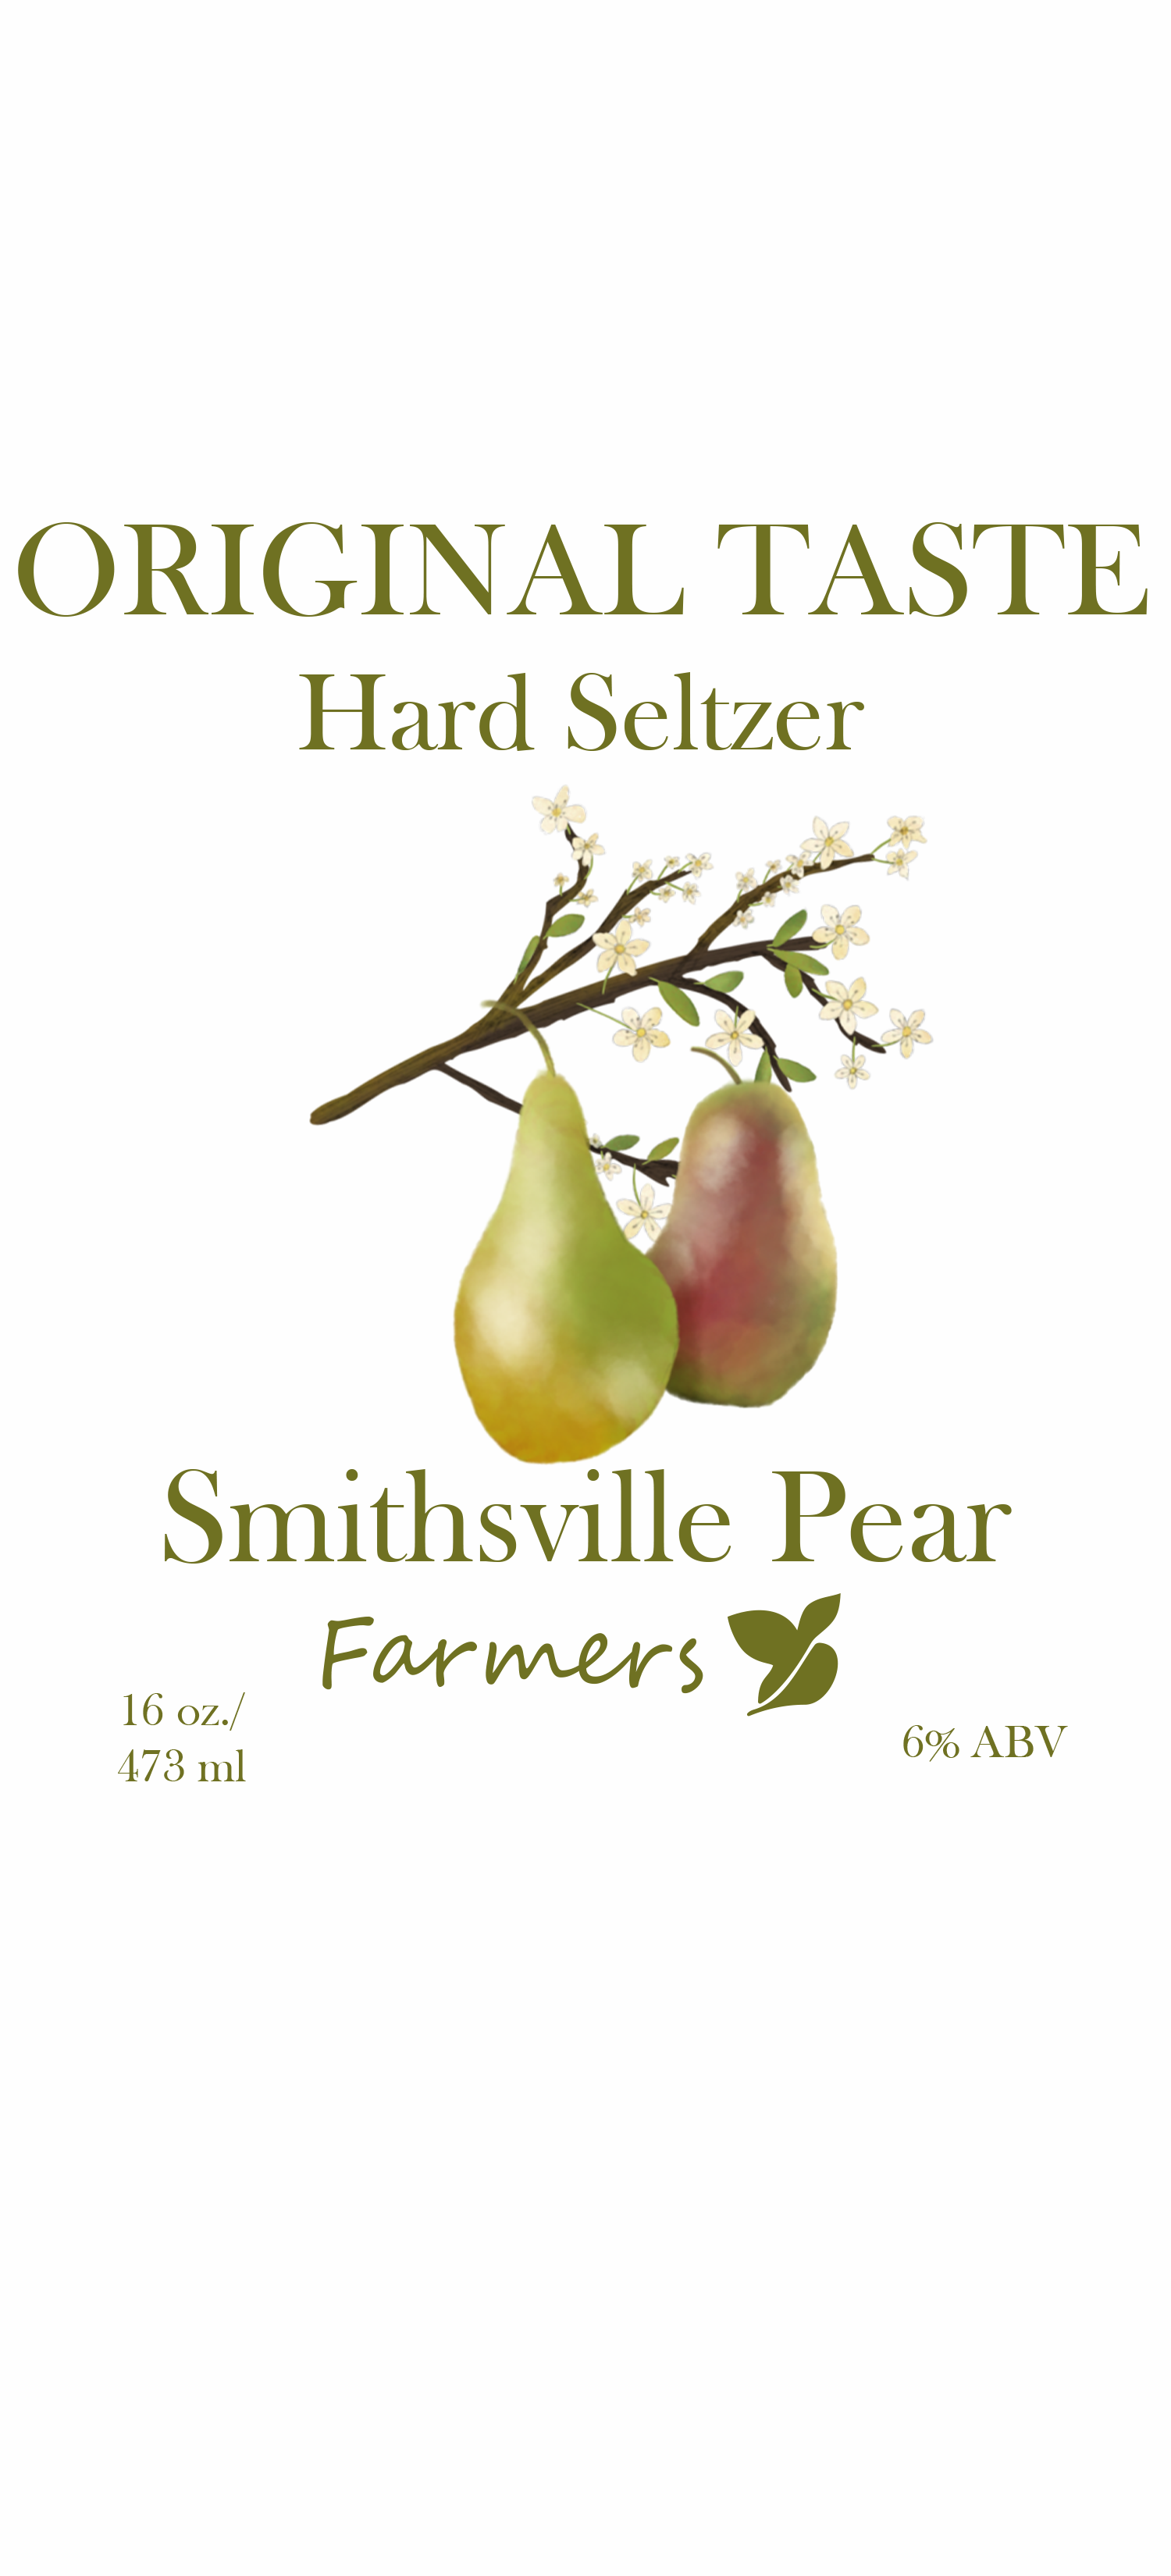 ORIGINAL TASTE
Hard Seltzer
Smithsville Pear
Farmers
16 oz./
473 ml
6% ABV